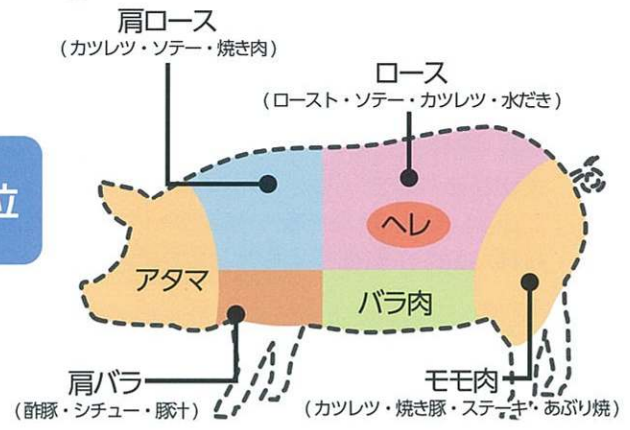 肩ロース
(カツレツ・ソテー・焼き肉)
ロース
(ロースト・ソテー・カツレツ・水だき)
位
ヘレ
アタマ
バラ肉
肩バラ
(酢豚・シチュー・豚汁)
モモ肉
(カツレツ・焼き豚・ステーキ・あぶり焼)